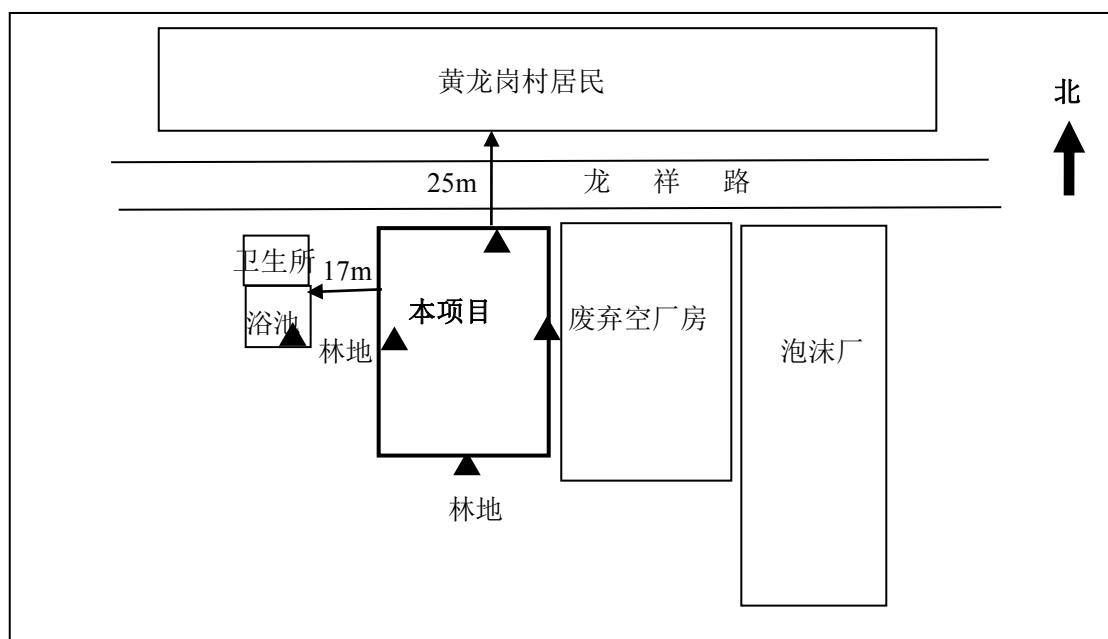 黄龙岗村居民
北
25m
龙 祥 路
卫生所
17m
浴池
本项目
废弃空厂房
林地
泡沫厂
林地